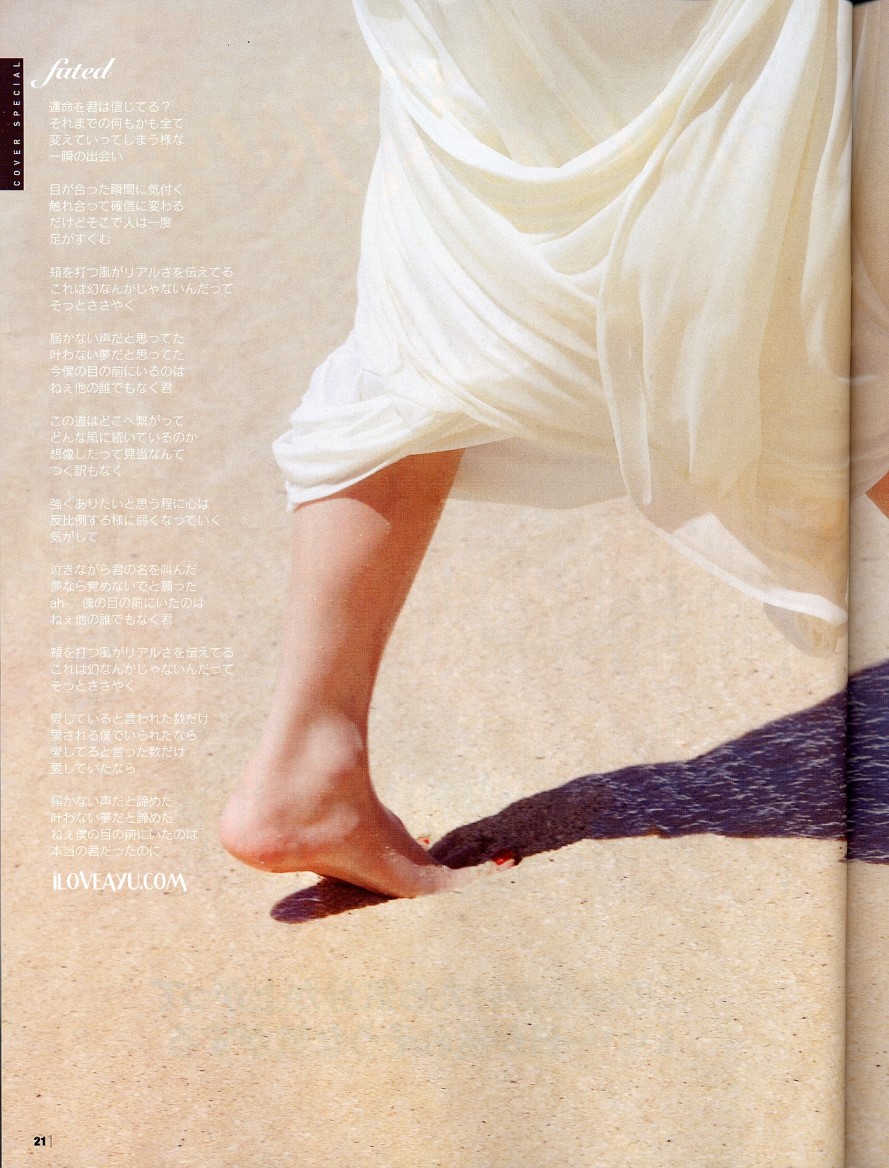 COVER SPECIAL
fated
運命を君は信じてる？
それまでの何もかも全て
変えていってしまう様な
一瞬の出会い
目が合った瞬間に気付く
触れ合って確信に変わる
だけどそこで人は一度
足がすくむ
頬を打つ風がリアルさを伝えてる
これは幻なんかじゃないんだって
そっとささやく
届かない声だと思ってた
叶わない夢だと思ってた
今僕の目の前にいるのは
ねぇ他の誰でもなく君
この道はどこへ繋がって
どんな風に続いているのか
想像したって見当なんて
つく訳もなく
強くありたいと思う程に心は
反比例する様に弱くなっていく
気がして
泣きながら君の名を叫んだ
夢なら覚めないでと願った
ah- 僕の目の前にいたのは
ねぇ他の誰でもなく君
頬を打つ風がリアルさを伝えてる
これは幻なんかじゃないんだって
そっとささやく
愛していると言われた数だけ
愛される僕でいられたなら
愛してると言った数だけ
愛していたなら
届かない声だと諦めた
叶わない夢だと諦めた
ねぇ僕の目の前にいたのは
本当の君だったのに
iLOVEAYU.COM
21